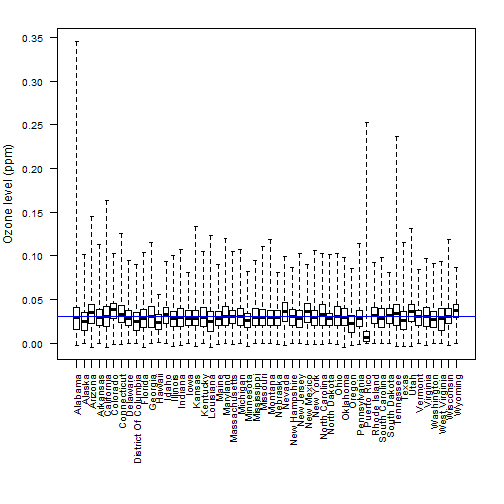 Ozone level (ppm)
0.35
0.30
0.25
0.20
0.15
0.10
0.05
0.00
Alabama
Alaska
Arizona
Arkansas
California
Colorado
Connecticut
Delaware
District Of Columbia
Florida
Georgia
Hawaii
Idaho
Illinois
Indiana
Iowa
Kansas
Kentucky
Louisiana
Maine
Maryland
Massachusetts
Michigan
Minnesota
Mississippi
Missouri
Montana
Nebraska
Nevada
New Hampshire
New Jersey
New Mexico
New York
North Carolina
North Dakota
Ohio
Oklahoma
Oregon
Pennsylvania
Puerto Rico
Rhode Island
South Carolina
South Dakota
Tennessee
Texas
Utah
Vermont
Virginia
Washington
West Virginia
Wisconsin
Wyoming